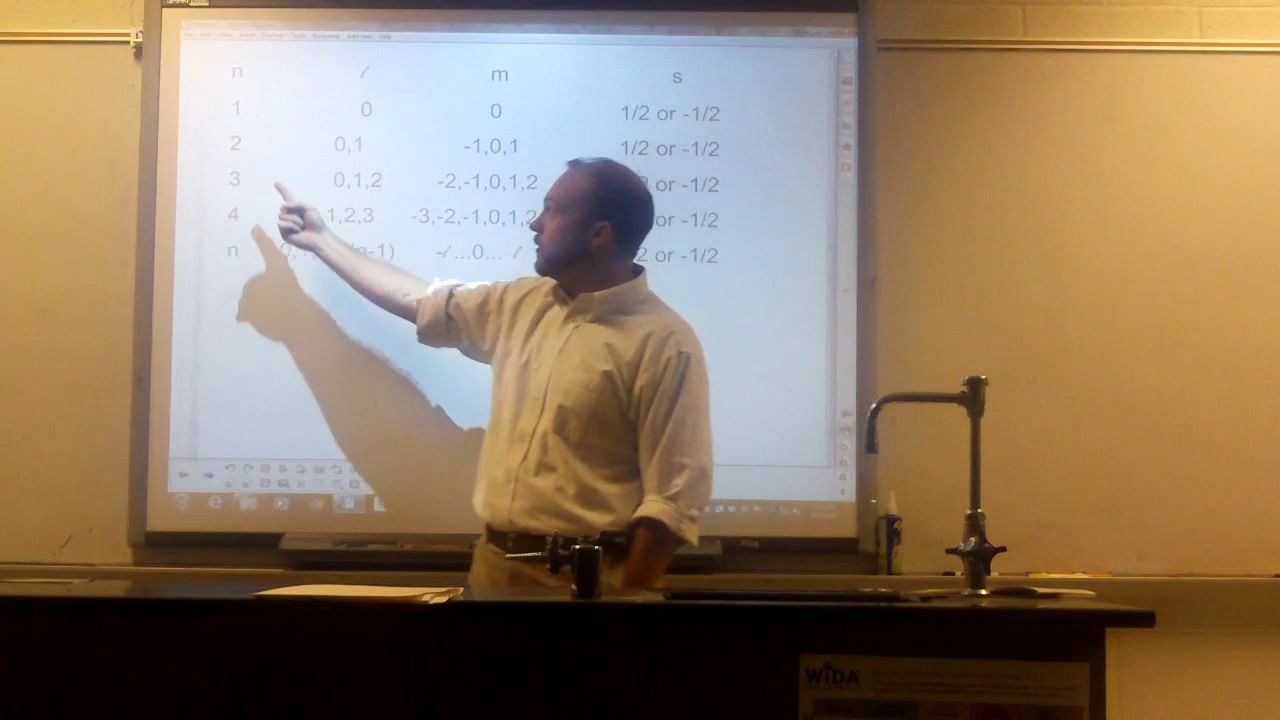 n ℓ m s
1 0 0 1/2 or -1/2
2 0,1 -1,0,1 1/2 or -1/2
3 0,1,2 -2,-1,0,1,2 or -1/2
4 1,2,3 -3,-2,-1,0,1,2 or -1/2
n (n-1) -ℓ...0... ℓ 2 or -1/2
WiDA